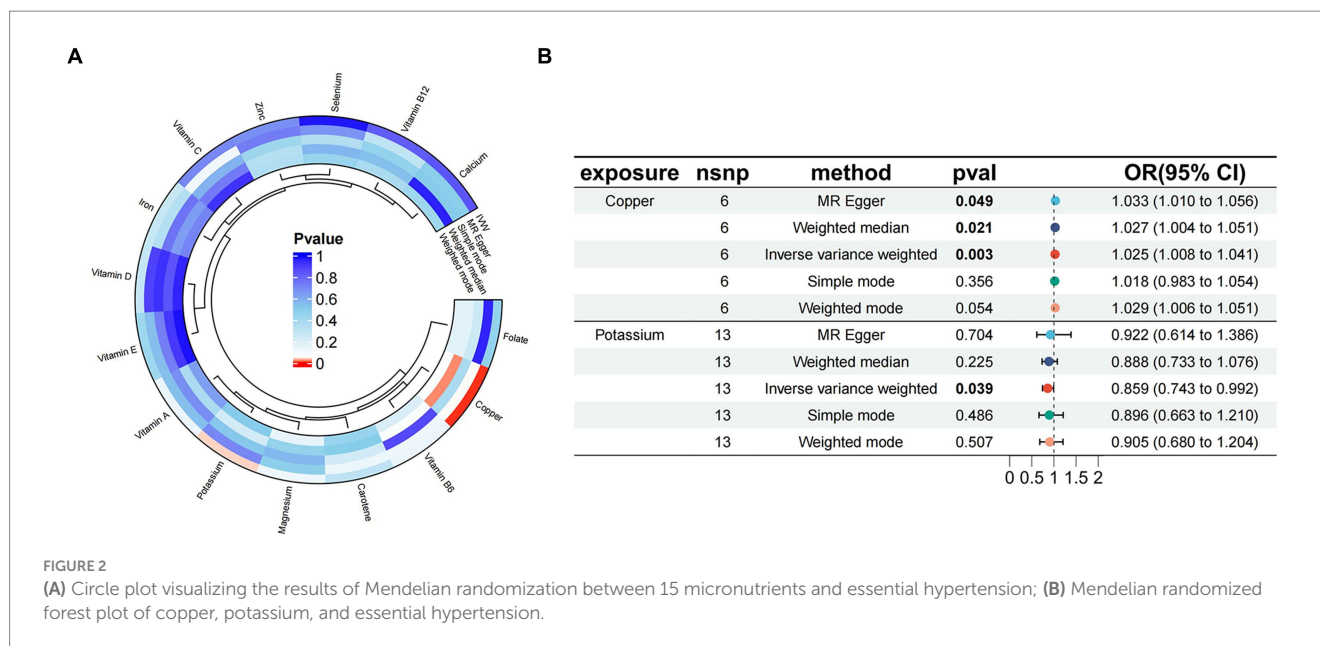 A
Selenium
Vitamin B12
Calcium
Zinc
Vitamin C
Iron
Vitamin D
Vitamin E
Vitamin A
Potassium
Magnesium
Carotene
Vitamin B6
Copper
Folate
IVW
MR Egger
Simple mode
Weighted median
Weighted mode
Pvalue
1
0.8
0.6
0.4
0.2
0
B
exposure nsnp method pval OR(95% CI)
Copper 6 MR Egger 0.049 1.033 (1.010 to 1.056)
6 Weighted median 0.021 1.027 (1.004 to 1.051)
6 Inverse variance weighted 0.003 1.025 (1.008 to 1.041)
6 Simple mode 0.356 1.018 (0.983 to 1.054)
6 Weighted mode 0.054 1.029 (1.006 to 1.051)
Potassium 13 MR Egger 0.704 0.922 (0.614 to 1.386)
13 Weighted median 0.225 0.888 (0.733 to 1.076)
13 Inverse variance weighted 0.039 0.859 (0.743 to 0.992)
13 Simple mode 0.486 0.896 (0.663 to 1.210)
13 Weighted mode 0.507 0.905 (0.680 to 1.204)
0 0.5 1 1.5 2
FIGURE 2
(A) Circle plot visualizing the results of Mendelian randomization between 15 micronutrients and essential hypertension; (B) Mendelian randomized
forest plot of copper, potassium, and essential hypertension.